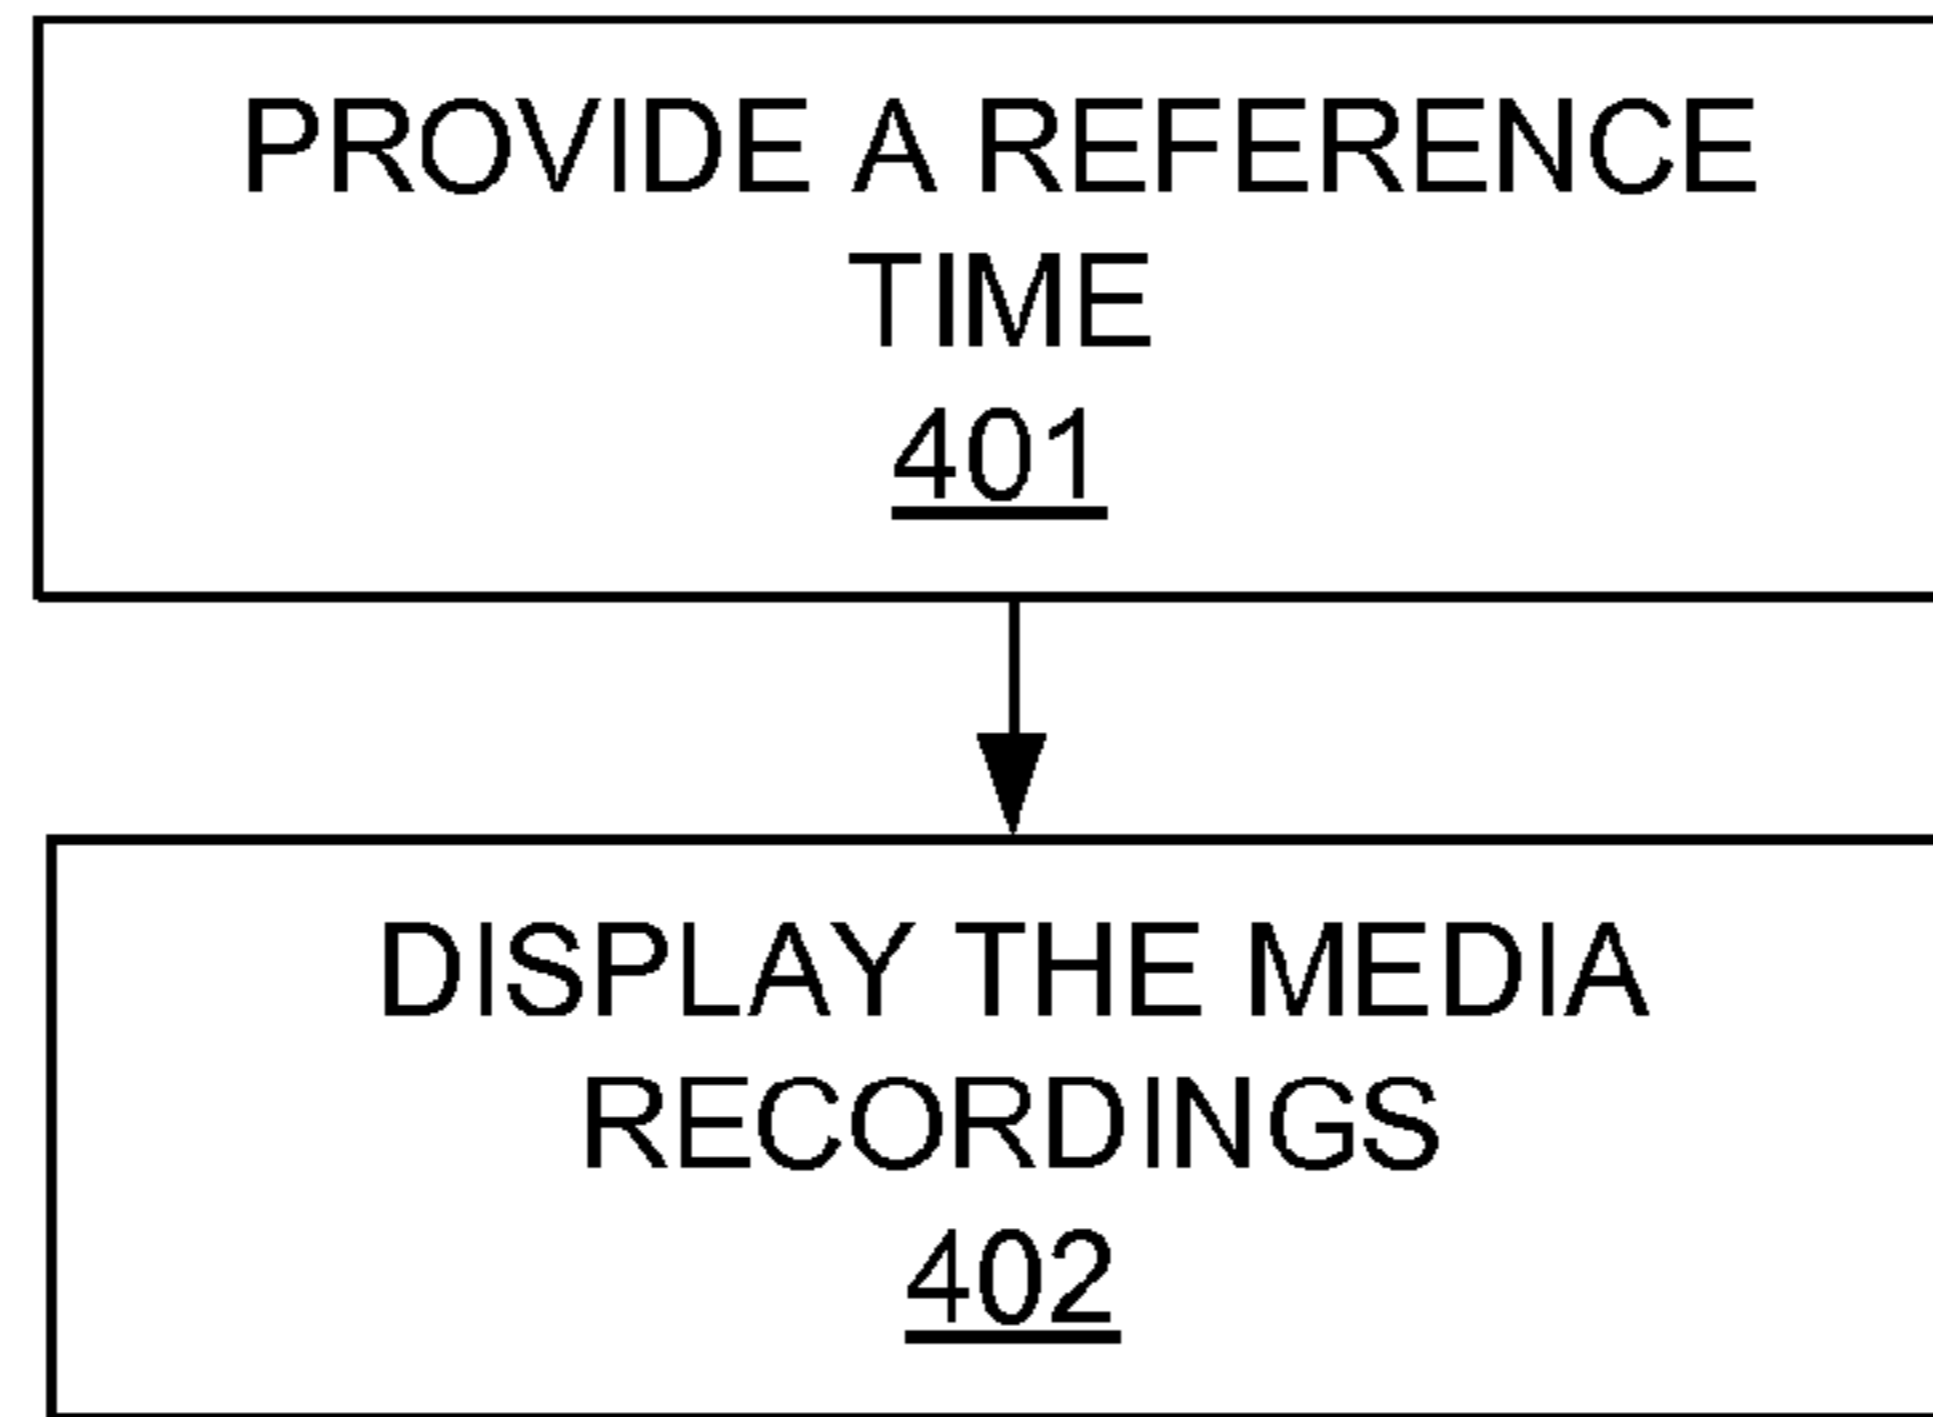 PROVIDE A REFERENCE
TIME
401
DISPLAY THE MEDIA
RECORDINGS
402